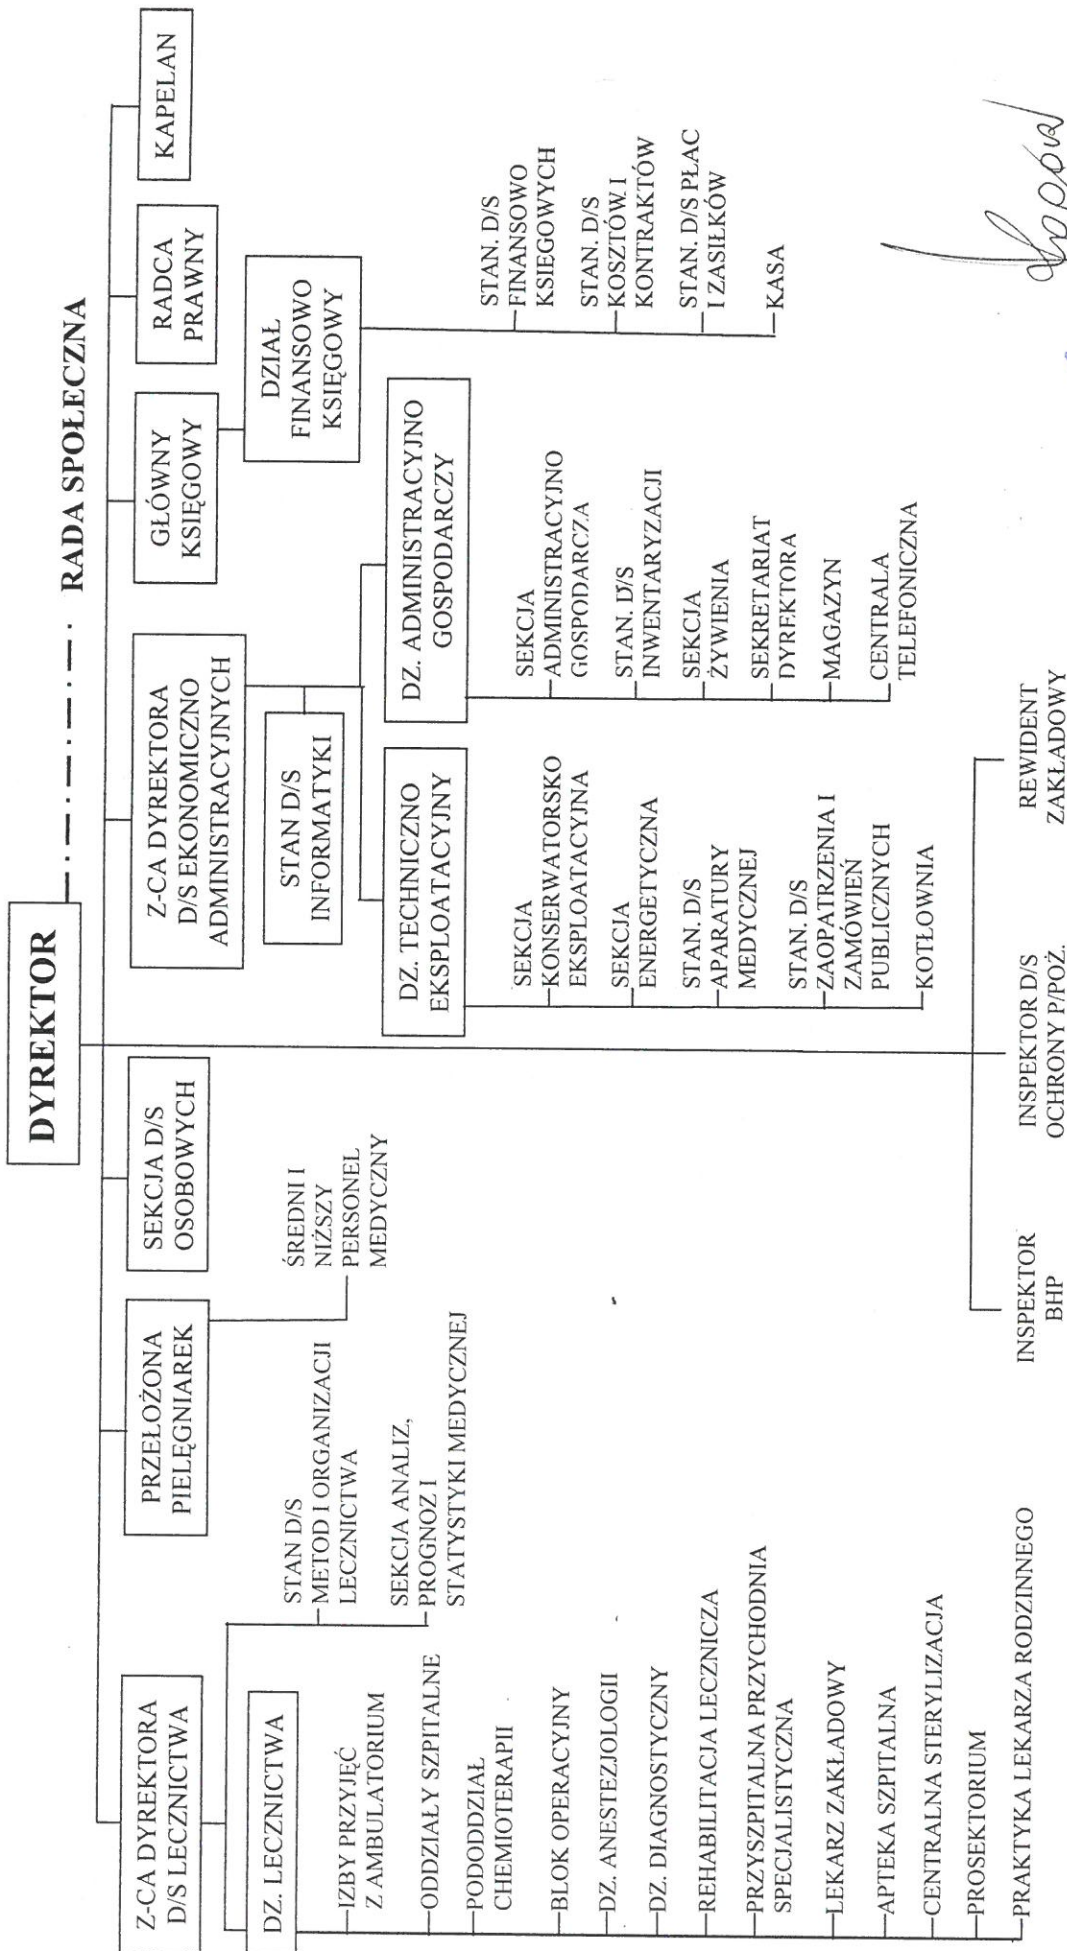 DYREKTOR
RADA SPOŁECZNA
Z-CA DYREKTORA
D/S LECZNICTWA
PRZEŁOŻONA
PIELĘGNIAREK
SEKCJA D/S
OSOBOWYCH
Z-CA DYREKTORA
D/S EKONOMICZNO
ADMINISTRACYJNYCH
GŁÓWNY
KSIĘGOWY
RADCA
PRAWNY
KAPELAN
DZ. LECZNICTWA
IZBY PRZYJĘĆ
Z AMBULATORIUM
ODDZIAŁY SZPITALNE
PODODDZIAŁ
CHEMIOTERAPII
BLOK OPERACYJNY
DZ. ANESTEZJOLOGII
DZ. DIAGNOSTYCZNY
REHABILITACJA LECZNICZA
PRZYSZPITALNA PRZYCHODNIA
SPECJALISTYCZNA
LEKARZ ZAKŁADOWY
APTEKA SZPITALNA
CENTRALNA STERYLIZACJA
PROSEKTORIUM
PRAKTYKA LEKARZA RODZINNEGO
STAN D/S
METOD I ORGANIZACJI
LECZNICTWA
SEKCJA ANALIZ,
PROGNOZ I
STATYSTYKI MEDYCZNEJ
ŚREDNI I
NIŻSZY
PERSONEL
MEDYCZNY
STAN D/S
INFORMATYKI
DZ. TECHNICZNO
EKSPLOATACYJNY
SEKCJA
KONSERWATORSKO
EKSPLOATACYJNA
SEKCJA
ENERGETYCZNA
STAN. D/S
APARATURY
MEDYCZNEJ
STAN. D/S
ZAOPATRZENIA I
ZAMÓWIEŃ
PUBLICZNYCH
KOTŁOWNIA
DZ. ADMINISTRACYJNO
GOSPODARCZY
SEKCJA
ADMINISTRACYJNO
GOSPODARCZA
STAN. D/S
INWENTARYZACJI
SEKCJA
ŻYWIENIA
SEKRETARIAT
DYREKTORA
MAGAZYN
CENTRALA
TELEFONICZNA
DZIAŁ
FINANSOWO
KSIĘGOWY
STAN. D/S
FINANSOWO
KSIEGOWYCH
STAN. D/S
KOSZTÓW I
KONTRAKTÓW
STAN. D/S PŁAC
I ZASIŁKÓW
KASA
INSPEKTOR
BHP
INSPEKTOR D/S
OCHRONY P/POŻ.
REWIDENT
ZAKŁADOWY